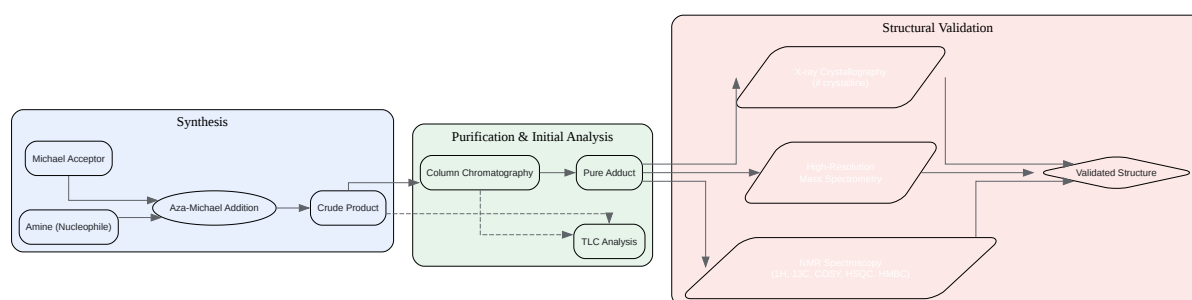 Synthesis
Michael Acceptor
Amine (Nucleophile)
Aza-Michael Addition
Crude Product
Purification & Initial Analysis
Column Chromatography
Pure Adduct
TLC Analysis
Structural Validation
X-ray Crystallography
(if crystalline)
High-Resolution
Mass Spectrometry
NMR Spectroscopy
(1H, 13C, COSY, HSQC, HMBC)
Validated Structure